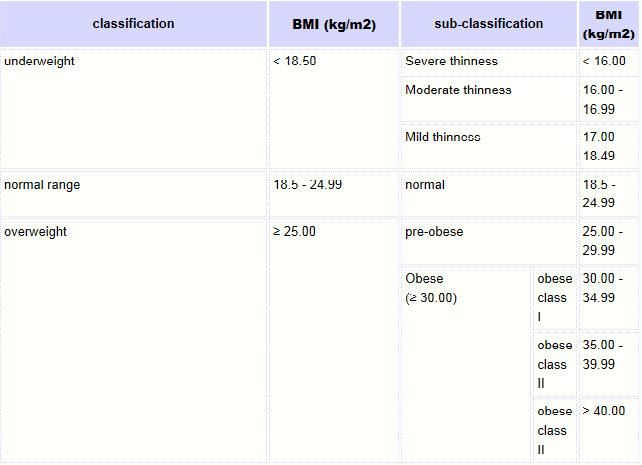 classification BMI (kg/m2) sub-classification BMI
(kg/m2)
underweight < 18.50 Severe thinness < 16.00
Moderate thinness 16.00 -
16.99
Mild thinness 17.00
18.49
normal range 18.5 - 24.99 normal 18.5 -
24.99
overweight ≥ 25.00 pre-obese 25.00 -
29.99
Obese obese 30.00 -
(≥ 30.00) class 34.99
I
obese 35.00 -
class 39.99
II
obese > 40.00
class
II